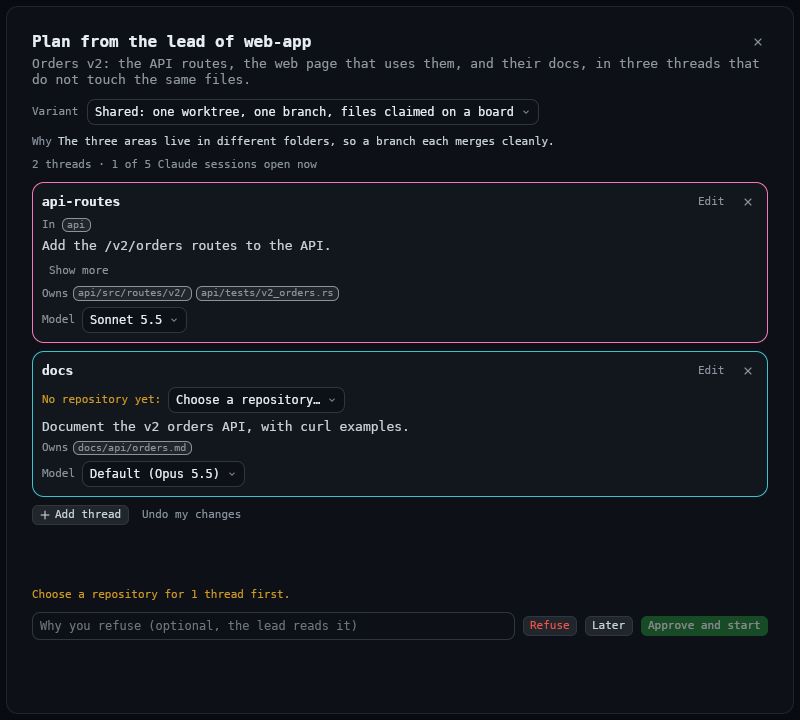 Plan from the lead of web-app
×
Orders v2: the API routes, the web page that uses them, and their docs, in three threads that
do not touch the same files.
Variant Shared: one worktree, one branch, files claimed on a board
Why The three areas live in different folders, so a branch each merges cleanly.
2 threads · 1 of 5 Claude sessions open now
api-routes Edit ×
In api
Add the /v2/orders routes to the API.
Show more
Owns api/src/routes/v2/ api/tests/v2_orders.rs
Model Sonnet 5.5
docs Edit ×
No repository yet: Choose a repository…
Document the v2 orders API, with curl examples.
Owns docs/api/orders.md
Model Default (Opus 5.5)
+ Add thread Undo my changes
Choose a repository for 1 thread first.
Why you refuse (optional, the lead reads it) Refuse Later Approve and start